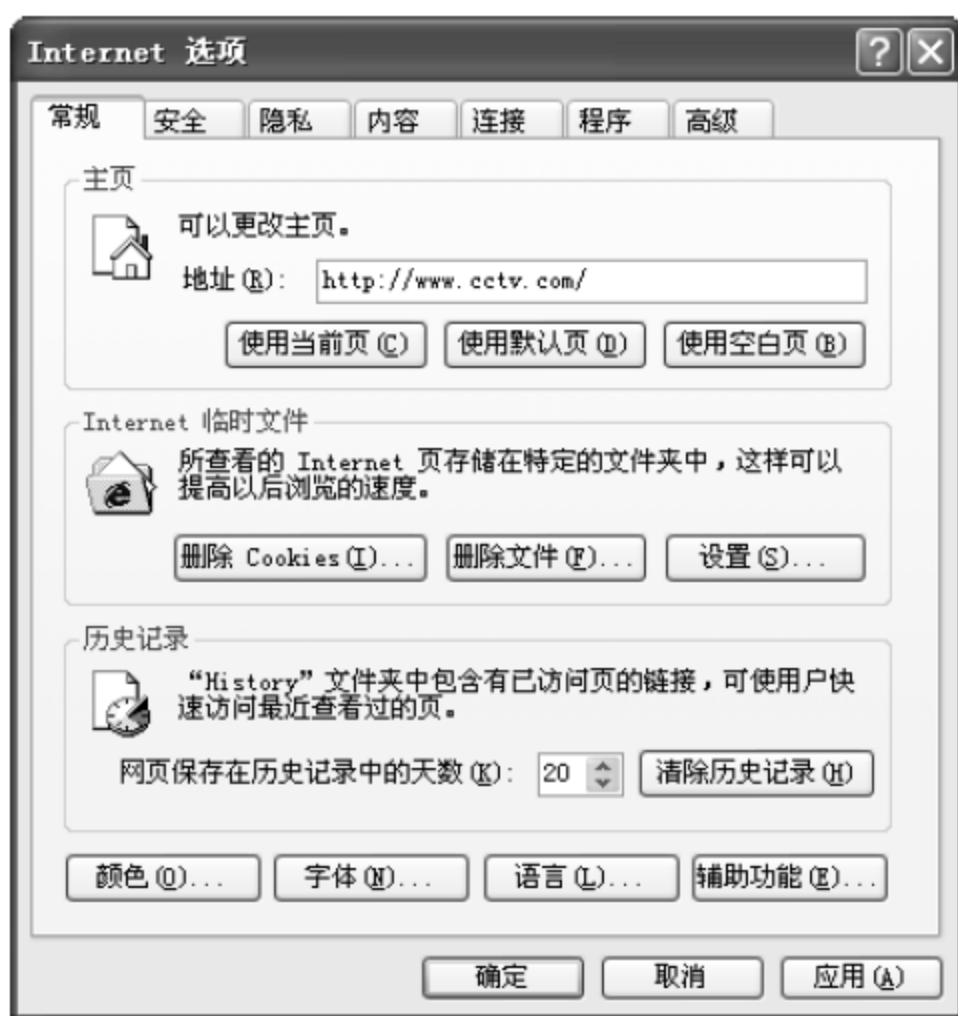 Internet 选项
常规 安全 隐私 内容 连接 程序 高级
主页
可以更改主页。
地址(R): http://www.cctv.com/
使用当前页(C) 使用默认页(D) 使用空白页(B)
Internet 临时文件
所查看的 Internet 页存储在特定的文件夹中，这样可以
提高以后浏览的速度。
删除 Cookies(I)... 删除文件(F)... 设置(S)...
历史记录
“History”文件夹中包含有已访问页的链接，可使用户快
速访问最近查看过的页。
网页保存在历史记录中的天数(K): 20 清除历史记录(H)
颜色(O)... 字体(N)... 语言(L)... 辅助功能(E)...
确定 取消 应用(A)